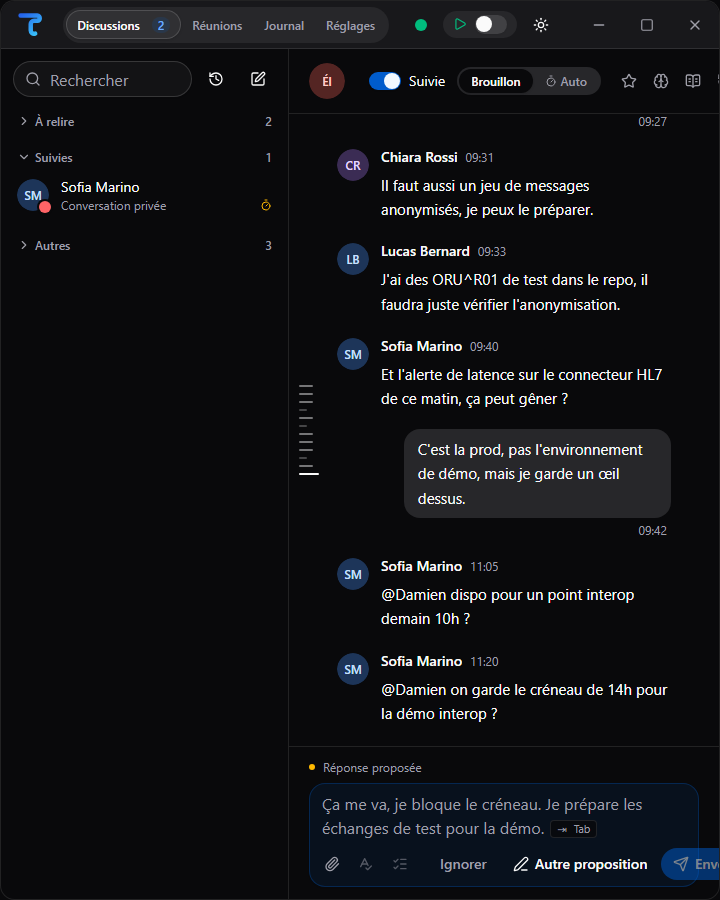 Discussions 2 Réunions Journal Réglages
Rechercher
À relire 2
Suivies 1
SM Sofia Marino
Conversation privée
Autres 3
ÉI Suivie Brouillon Auto
09:27
CR Chiara Rossi 09:31
Il faut aussi un jeu de messages
anonymisés, je peux le préparer.
LB Lucas Bernard 09:33
J'ai des ORU^R01 de test dans le repo, il
faudra juste vérifier l'anonymisation.
SM Sofia Marino 09:40
Et l'alerte de latence sur le connecteur HL7
de ce matin, ça peut gêner ?
C'est la prod, pas l'environnement
de démo, mais je garde un œil
dessus.
09:42
SM Sofia Marino 11:05
@Damien dispo pour un point interop
demain 10h ?
SM Sofia Marino 11:20
@Damien on garde le créneau de 14h pour
la démo interop ?
Réponse proposée
Ça me va, je bloque le créneau. Je prépare les
échanges de test pour la démo. Tab
Ignorer Autre proposition